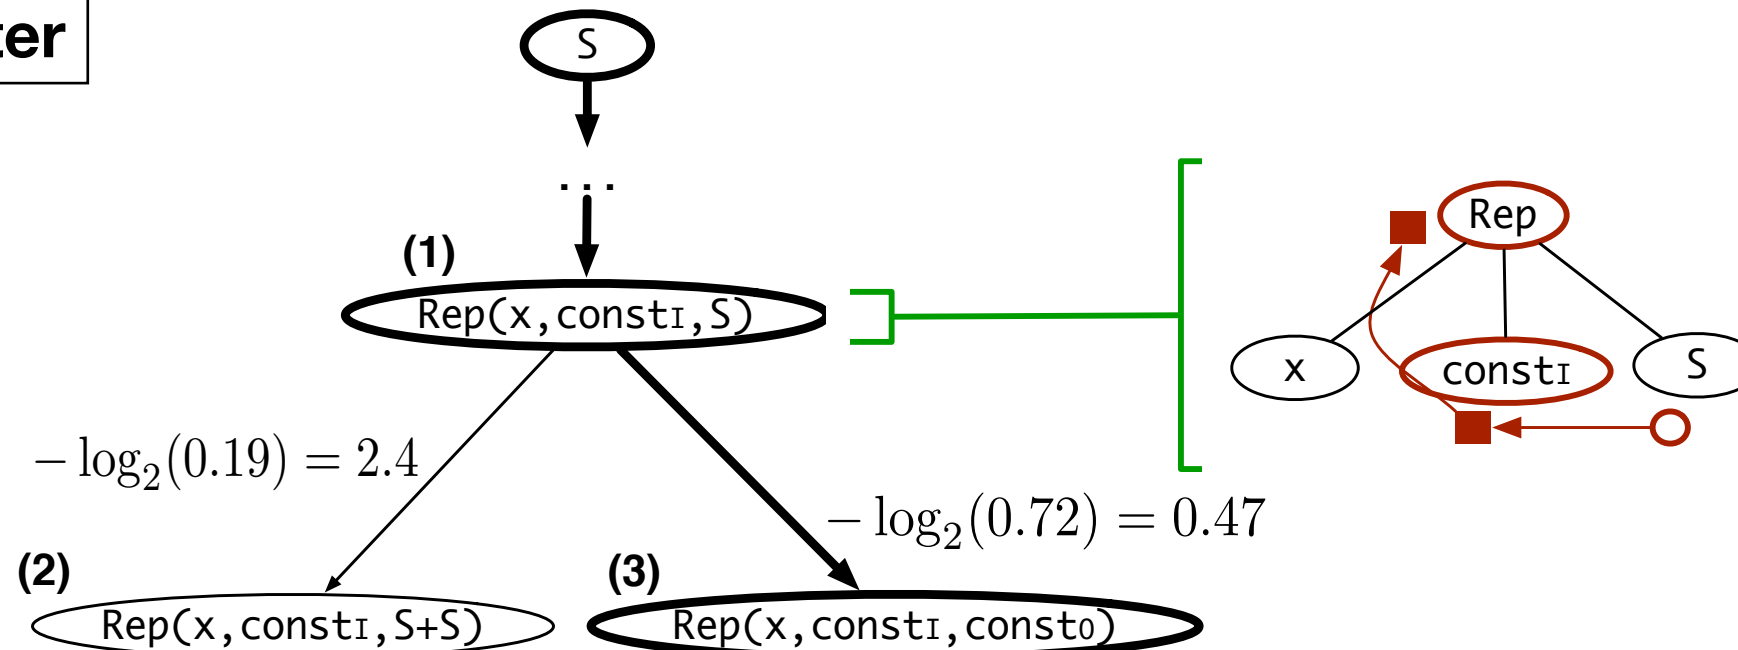 ter
S
...
(1)
Rep(x,constI,S)
Rep
x
constI
S
− log₂(0.19) = 2.4
− log₂(0.72) = 0.47
(2)
(3)
Rep(x,constI,S+S)
Rep(x,constI,const0)